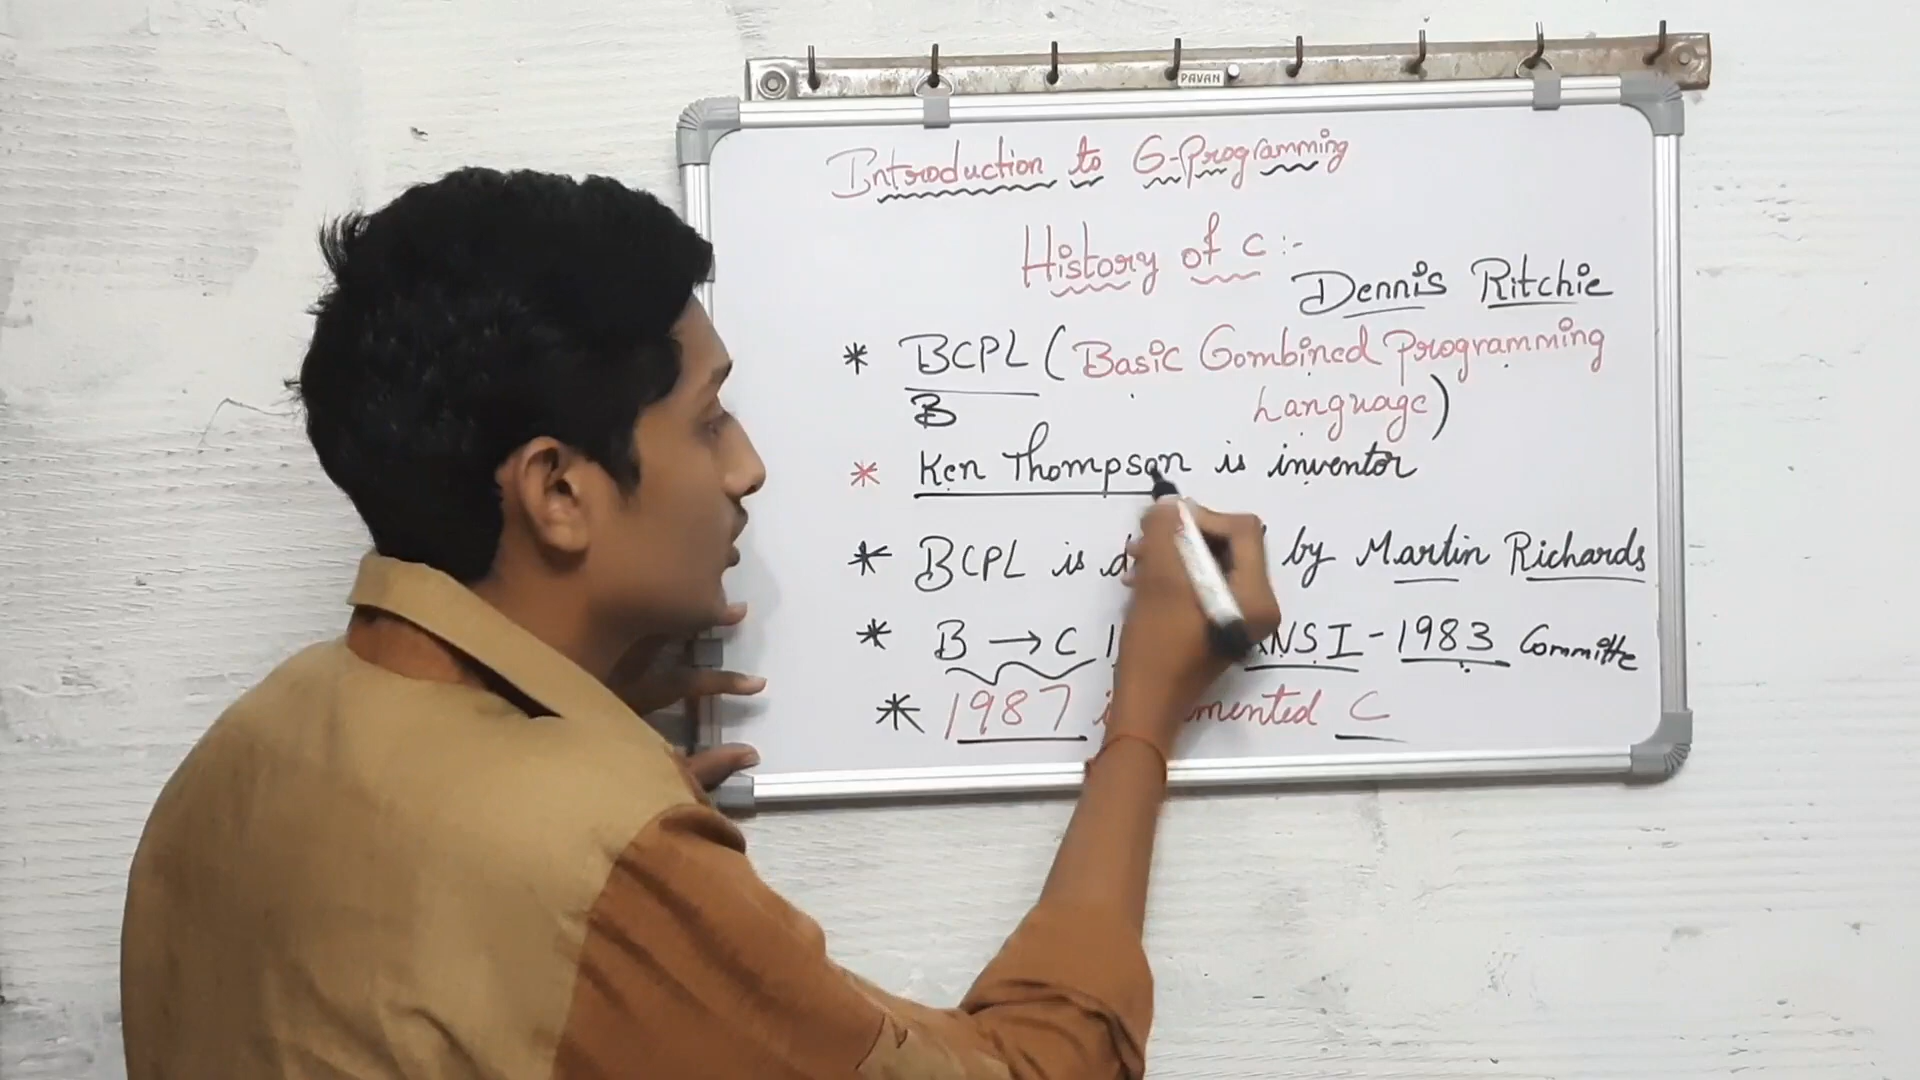 PAVAN
Introduction to C-Programming
History of C :-
Dennis Ritchie
* BCPL (Basic Combined Programming
Language)
B
* Ken Thompson is inventor
* BCPL is by Martin Richards
* B → C ANSI - 1983 Committe
* 1987 C